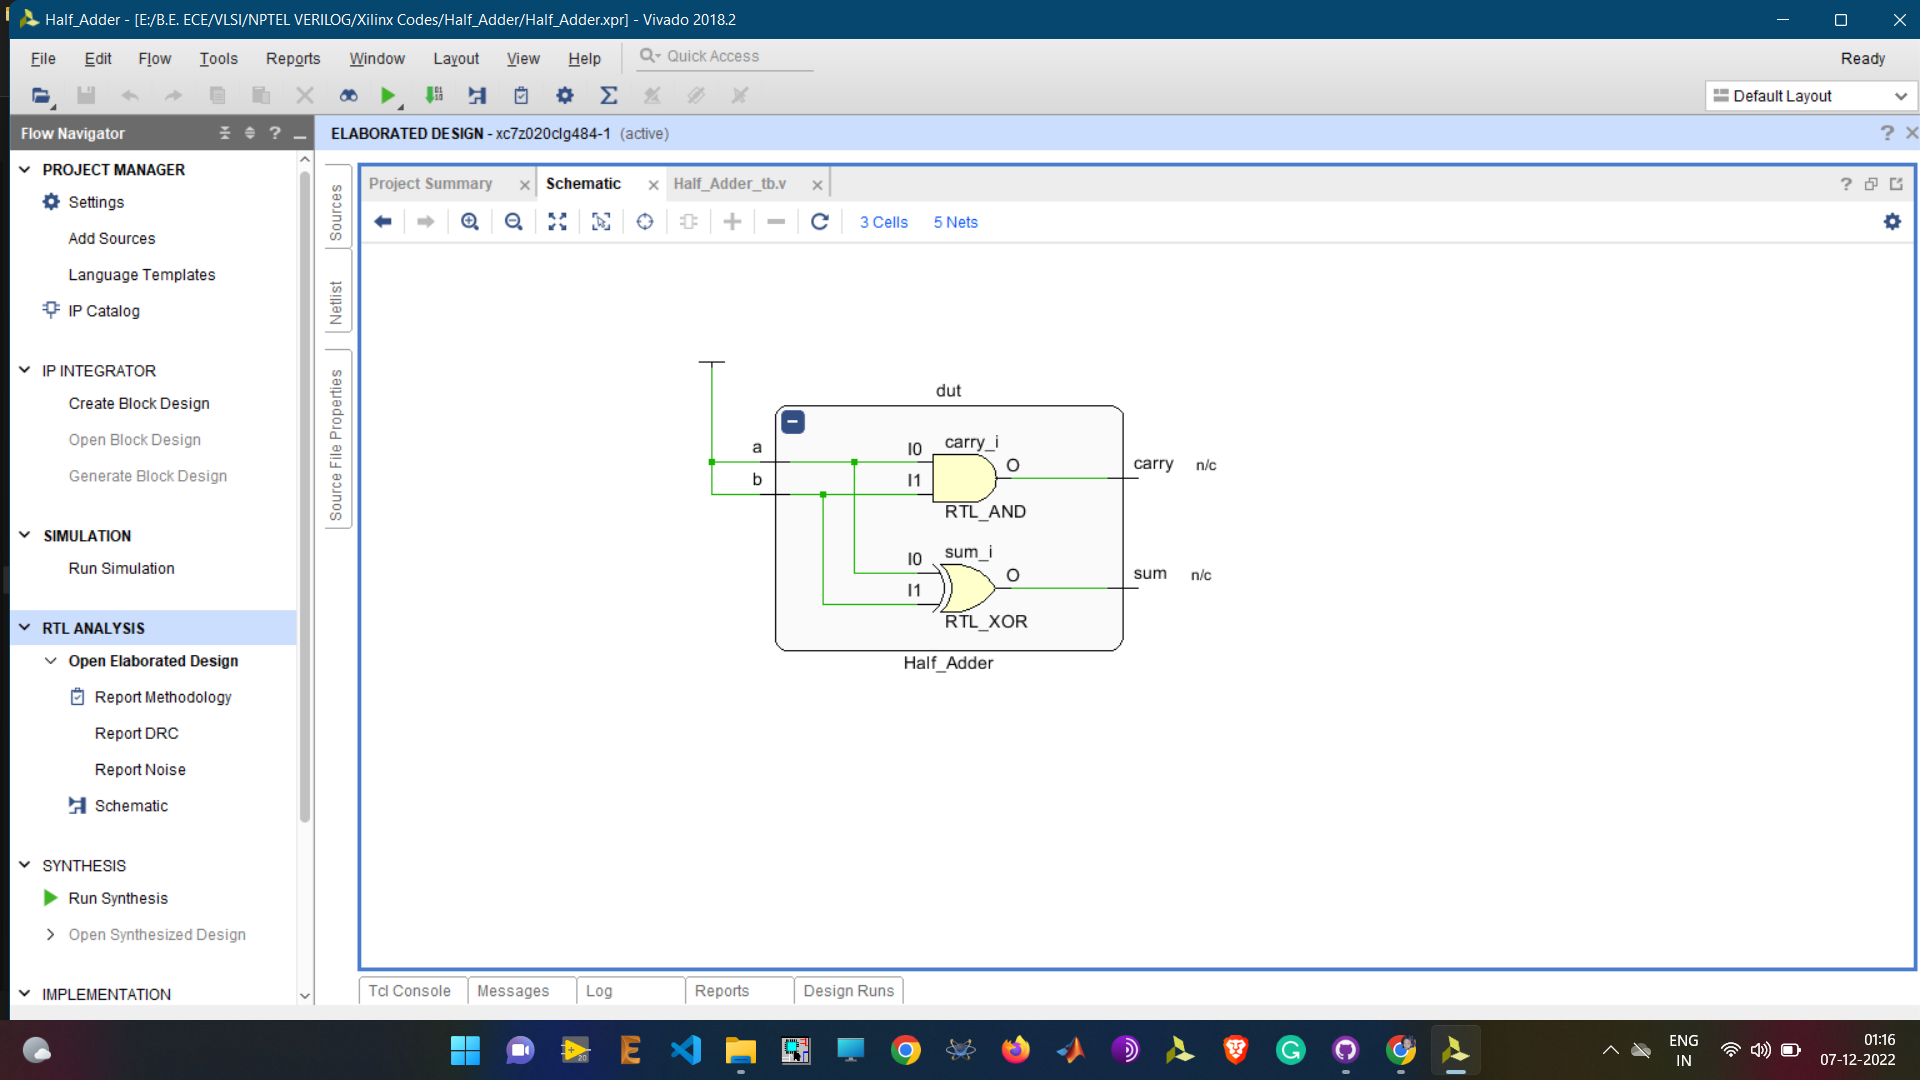 Half_Adder - [E:/B.E. ECE/VLSI/NPTEL VERILOG/Xilinx Codes/Half_Adder/Half_Adder.xpr] - Vivado 2018.2
File Edit Flow Tools Reports Window Layout View Help Quick Access Ready
Default Layout
Flow Navigator
ELABORATED DESIGN - xc7z020clg484-1 (active)
PROJECT MANAGER
Settings
Add Sources
Language Templates
IP Catalog
IP INTEGRATOR
Create Block Design
Open Block Design
Generate Block Design
SIMULATION
Run Simulation
RTL ANALYSIS
Open Elaborated Design
Report Methodology
Report DRC
Report Noise
Schematic
SYNTHESIS
Run Synthesis
Open Synthesized Design
IMPLEMENTATION
Sources
Netlist
Source File Properties
Project Summary Schematic Half_Adder_tb.v
3 Cells 5 Nets
dut
a I0 carry_i O carry n/c
b I1
RTL_AND
I0 sum_i O sum n/c
I1
RTL_XOR
Half_Adder
Tcl Console Messages Log Reports Design Runs
20
ENG
IN
01:16
07-12-2022